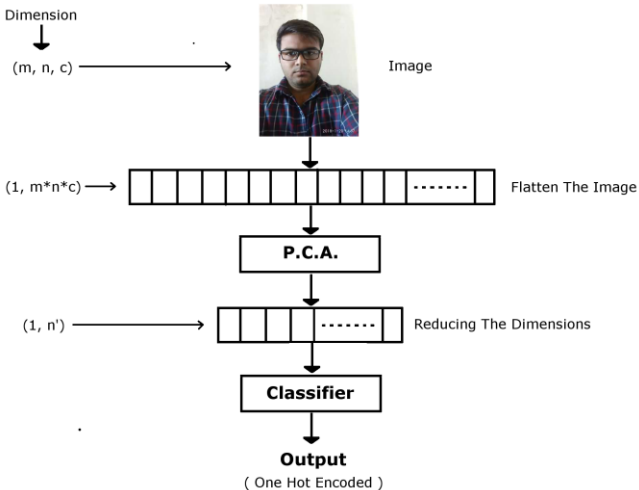 Dimension
(m, n, c)
Image
(1, m*n*c)
Flatten The Image
P.C.A.
(1, n')
Reducing The Dimensions
Classifier
Output
( One Hot Encoded )